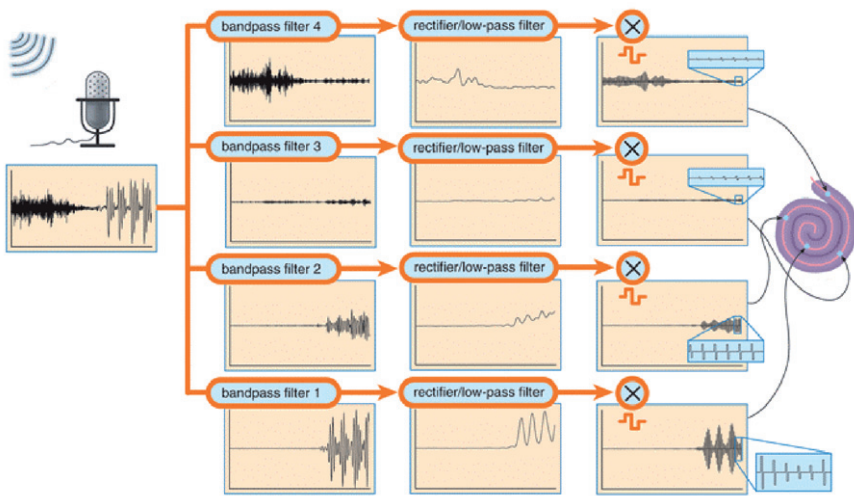 bandpass filter 4
rectifier/low-pass filter
bandpass filter 3
rectifier/low-pass filter
bandpass filter 2
rectifier/low-pass filter
bandpass filter 1
rectifier/low-pass filter